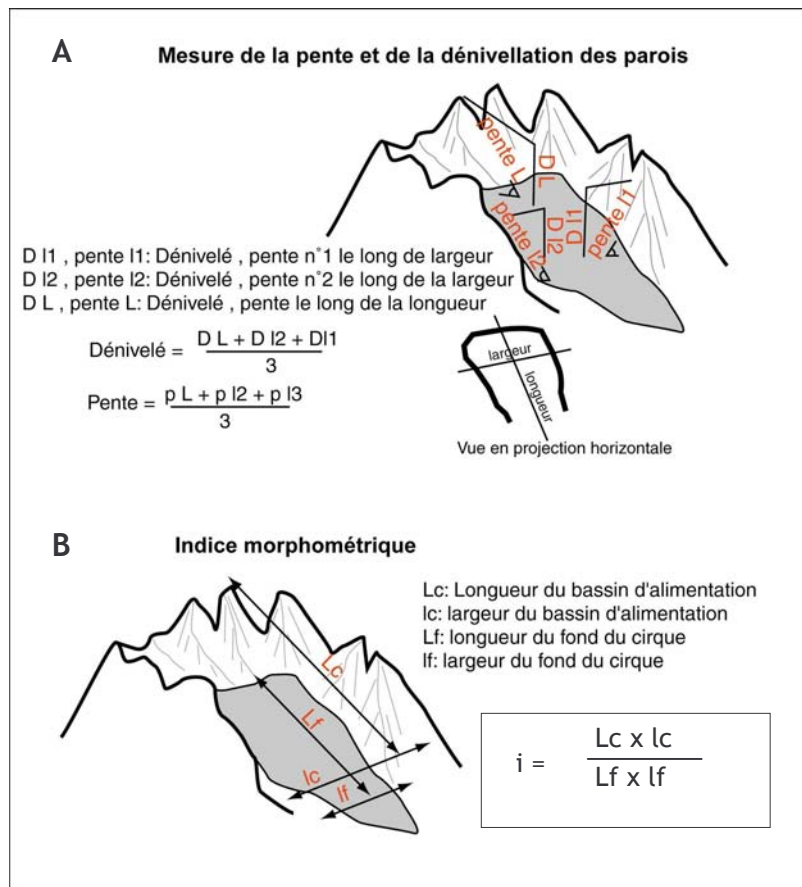 A
Mesure de la pente et de la dénivellation des parois
pente L
D L
pente l2
D l2
D l1
pente l1
D l1 , pente l1: Dénivelé , pente n°1 le long de largeur
D l2 , pente l2: Dénivelé , pente n°2 le long de la largeur
D L , pente L: Dénivelé , pente le long de la longueur
Dénivelé = D L + D l2 + Dl1
3
Pente = p L + p l2 + p l3
3
largeur
longueur
Vue en projection horizontale
B
Indice morphométrique
Lc
Lf
lc
lf
Lc: Longueur du bassin d'alimentation
lc: largeur du bassin d'alimentation
Lf: longueur du fond du cirque
lf: largeur du fond du cirque
i = Lc x lc
Lf x lf